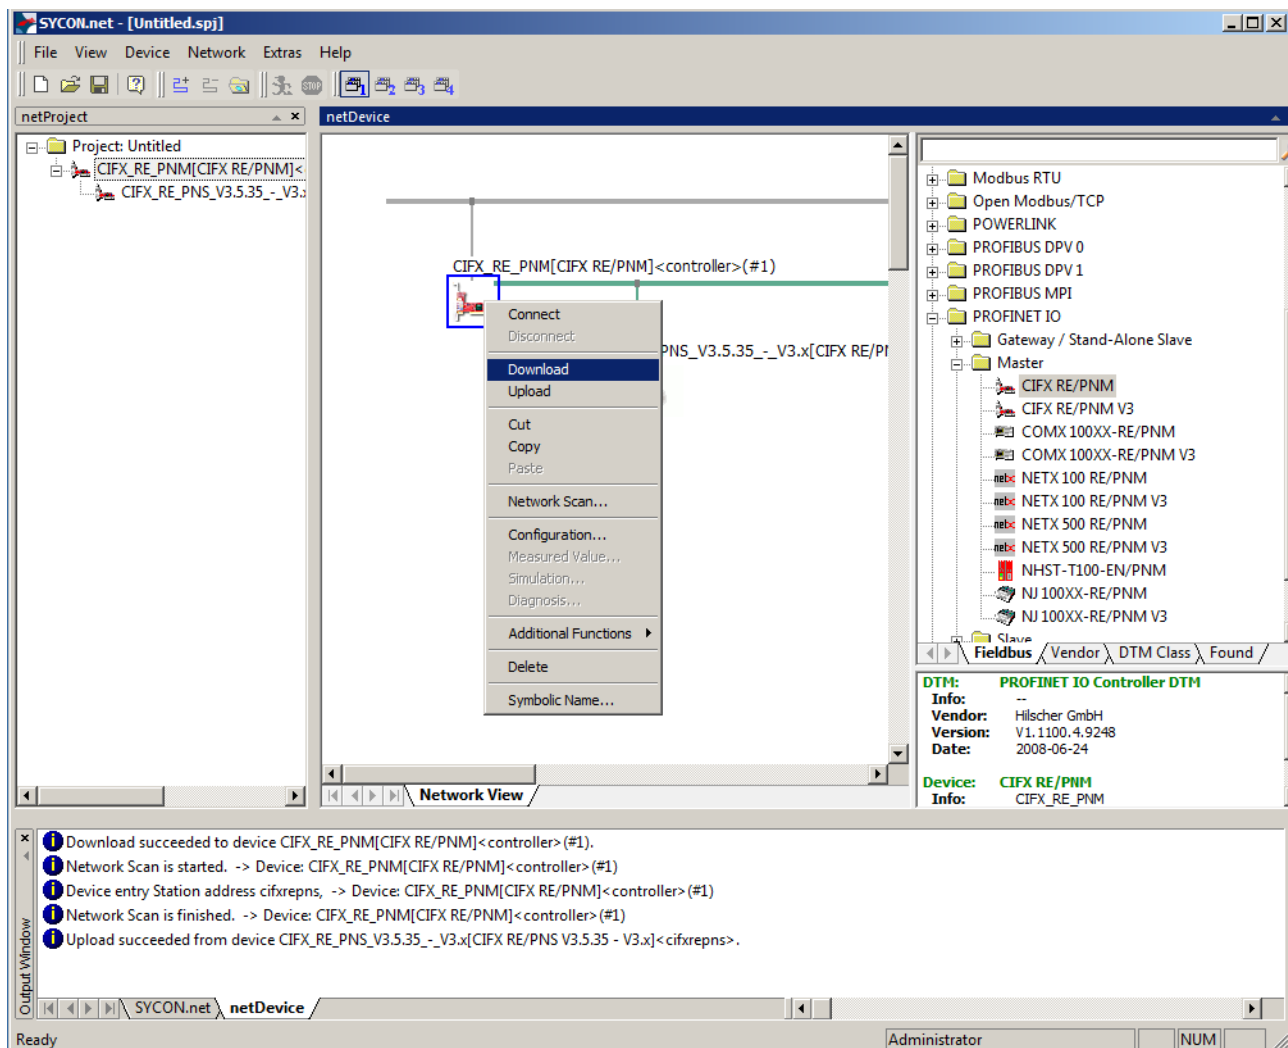 SYCON.net - [Untitled.spj]
File View Device Network Extras Help
netProject
netDevice
Project: Untitled
CIFX_RE_PNM[CIFX RE/PNM]<
CIFX_RE_PNS_V3.5.35_-_V3.x
CIFX_RE_PNM[CIFX RE/PNM]<controller>(#1)
PNS_V3.5.35_-_V3.x[CIFX RE/PN
Connect
Disconnect
Download
Upload
Cut
Copy
Paste
Network Scan...
Configuration...
Measured Value...
Simulation...
Diagnosis...
Additional Functions
Delete
Symbolic Name...
Network View
Modbus RTU
Open Modbus/TCP
POWERLINK
PROFIBUS DPV0
PROFIBUS DPV1
PROFIBUS MPI
PROFINET IO
Gateway / Stand-Alone Slave
Master
CIFX RE/PNM
CIFX RE/PNM V3
COMX 100XX-RE/PNM
COMX 100XX-RE/PNM V3
NETX 100 RE/PNM
NETX 100 RE/PNM V3
NETX 500 RE/PNM
NETX 500 RE/PNM V3
NHST-T100-EN/PNM
NJ 100XX-RE/PNM
NJ 100XX-RE/PNM V3
Slave
Fieldbus Vendor DTM Class Found
DTM: PROFINET IO Controller DTM
Info: --
Vendor: Hilscher GmbH
Version: V1.1100.4.9248
Date: 2008-06-24
Device: CIFX RE/PNM
Info: CIFX_RE_PNM
Output Window
Download succeeded to device CIFX_RE_PNM[CIFX RE/PNM]<controller>(#1).
Network Scan is started. -> Device: CIFX_RE_PNM[CIFX RE/PNM]<controller>(#1)
Device entry Station address cifxrepns, -> Device: CIFX_RE_PNM[CIFX RE/PNM]<controller>(#1)
Network Scan is finished. -> Device: CIFX_RE_PNM[CIFX RE/PNM]<controller>(#1)
Upload succeeded from device CIFX_RE_PNS_V3.5.35_-_V3.x[CIFX RE/PNS V3.5.35 - V3.x]<cifxrepns>.
SYCON.net netDevice
Ready
Administrator
NUM